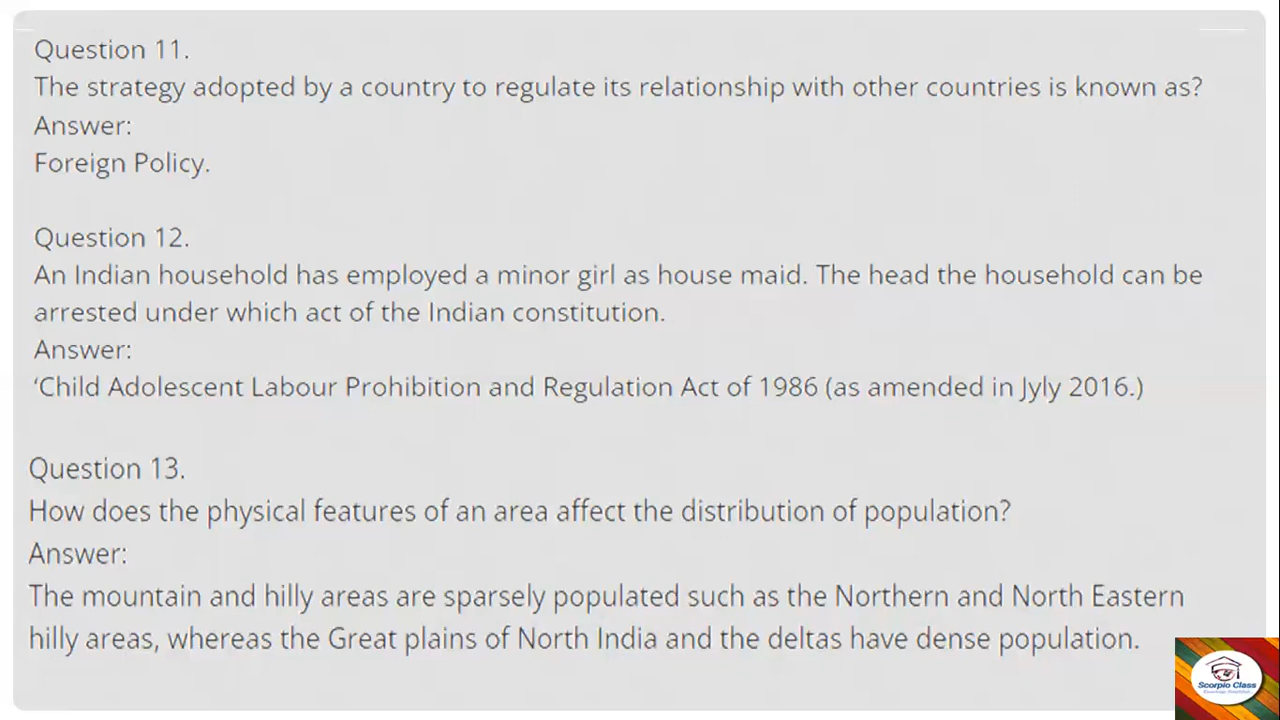 Question 11.
The strategy adopted by a country to regulate its relationship with other countries is known as?
Answer:
Foreign Policy.
Question 12.
An Indian household has employed a minor girl as house maid. The head the household can be
arrested under which act of the Indian constitution.
Answer:
‘Child Adolescent Labour Prohibition and Regulation Act of 1986 (as amended in Jyly 2016.)
Question 13.
How does the physical features of an area affect the distribution of population?
Answer:
The mountain and hilly areas are sparsely populated such as the Northern and North Eastern
hilly areas, whereas the Great plains of North India and the deltas have dense population.
Scorpio Class